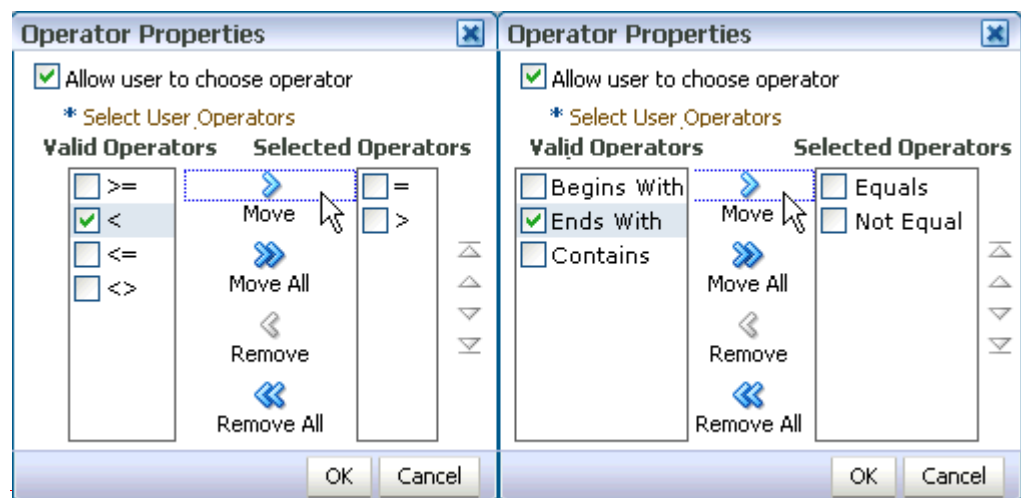 Operator Properties
Allow user to choose operator
* Select User Operators
Valid Operators Selected Operators
>=
<
<=
<>
Move
Move All
Remove
Remove All
=
>
OK Cancel
Operator Properties
Allow user to choose operator
* Select User Operators
Valid Operators Selected Operators
Begins With
Ends With
Contains
Move
Move All
Remove
Remove All
Equals
Not Equal
OK Cancel